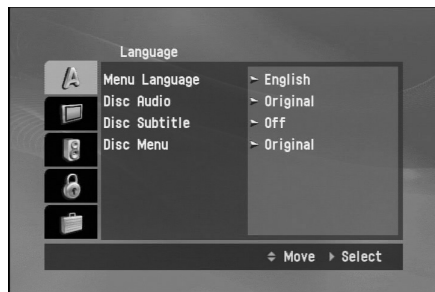 Language
Menu Language ► English
Disc Audio ► Original
Disc Subtitle ► Off
Disc Menu ► Original
Move Select